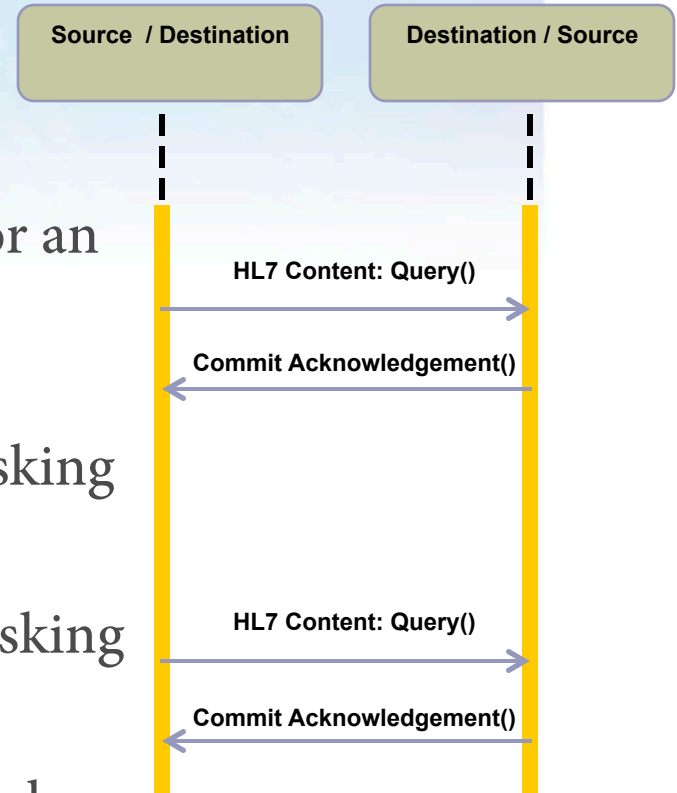 Source / Destination
Destination / Source
or an
HL7 Content: Query()
Commit Acknowledgement()
sking
HL7 Content: Query()
sking
Commit Acknowledgement()